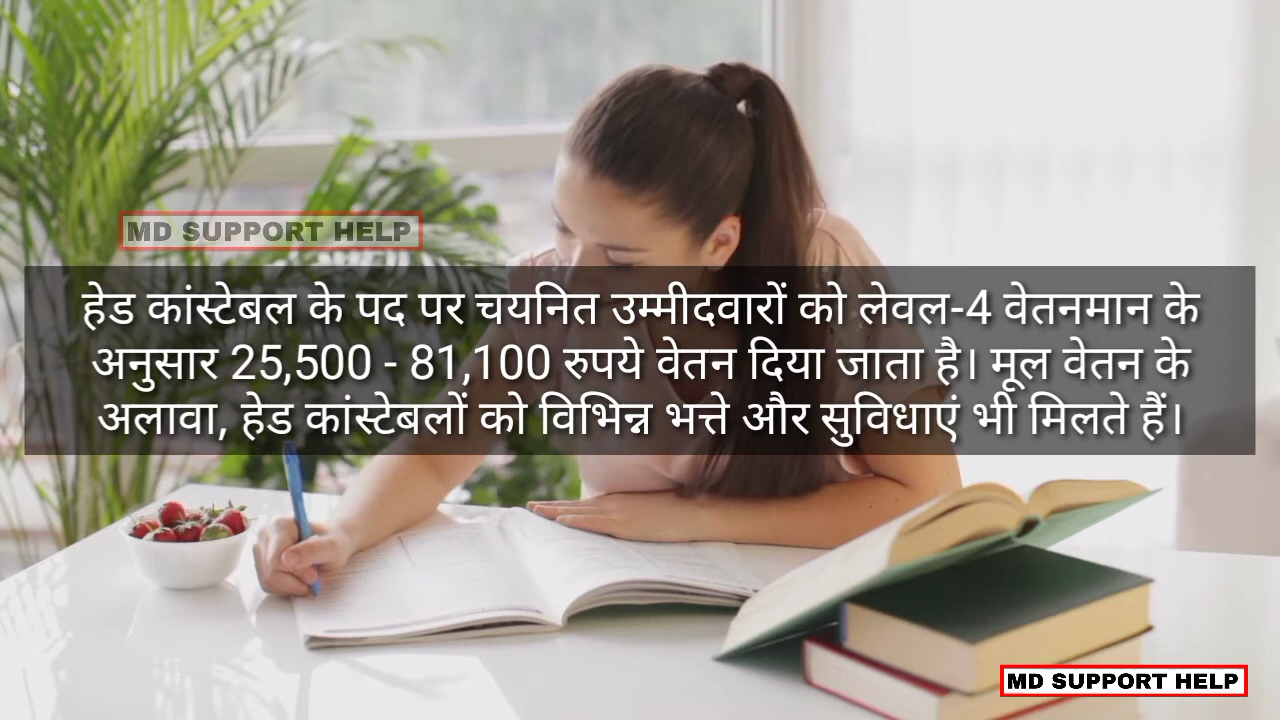 MD SUPPORT HELP
हेड कांस्टेबल के पद पर चयनित उम्मीदवारों को लेवल-4 वेतनमान के
अनुसार 25,500 - 81,100 रुपये वेतन दिया जाता है। मूल वेतन के
अलावा, हेड कांस्टेबलों को विभिन्न भत्ते और सुविधाएं भी मिलते हैं।
MD SUPPORT HELP